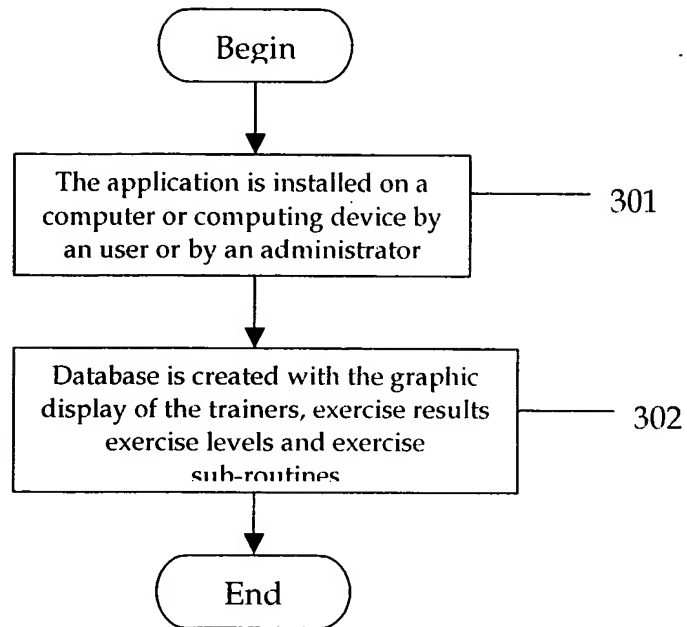 Begin
The application is installed on a
computer or computing device by
an user or by an administrator
301
Database is created with the graphic
display of the trainers, exercise results
exercise levels and exercise
sub-routines
302
End